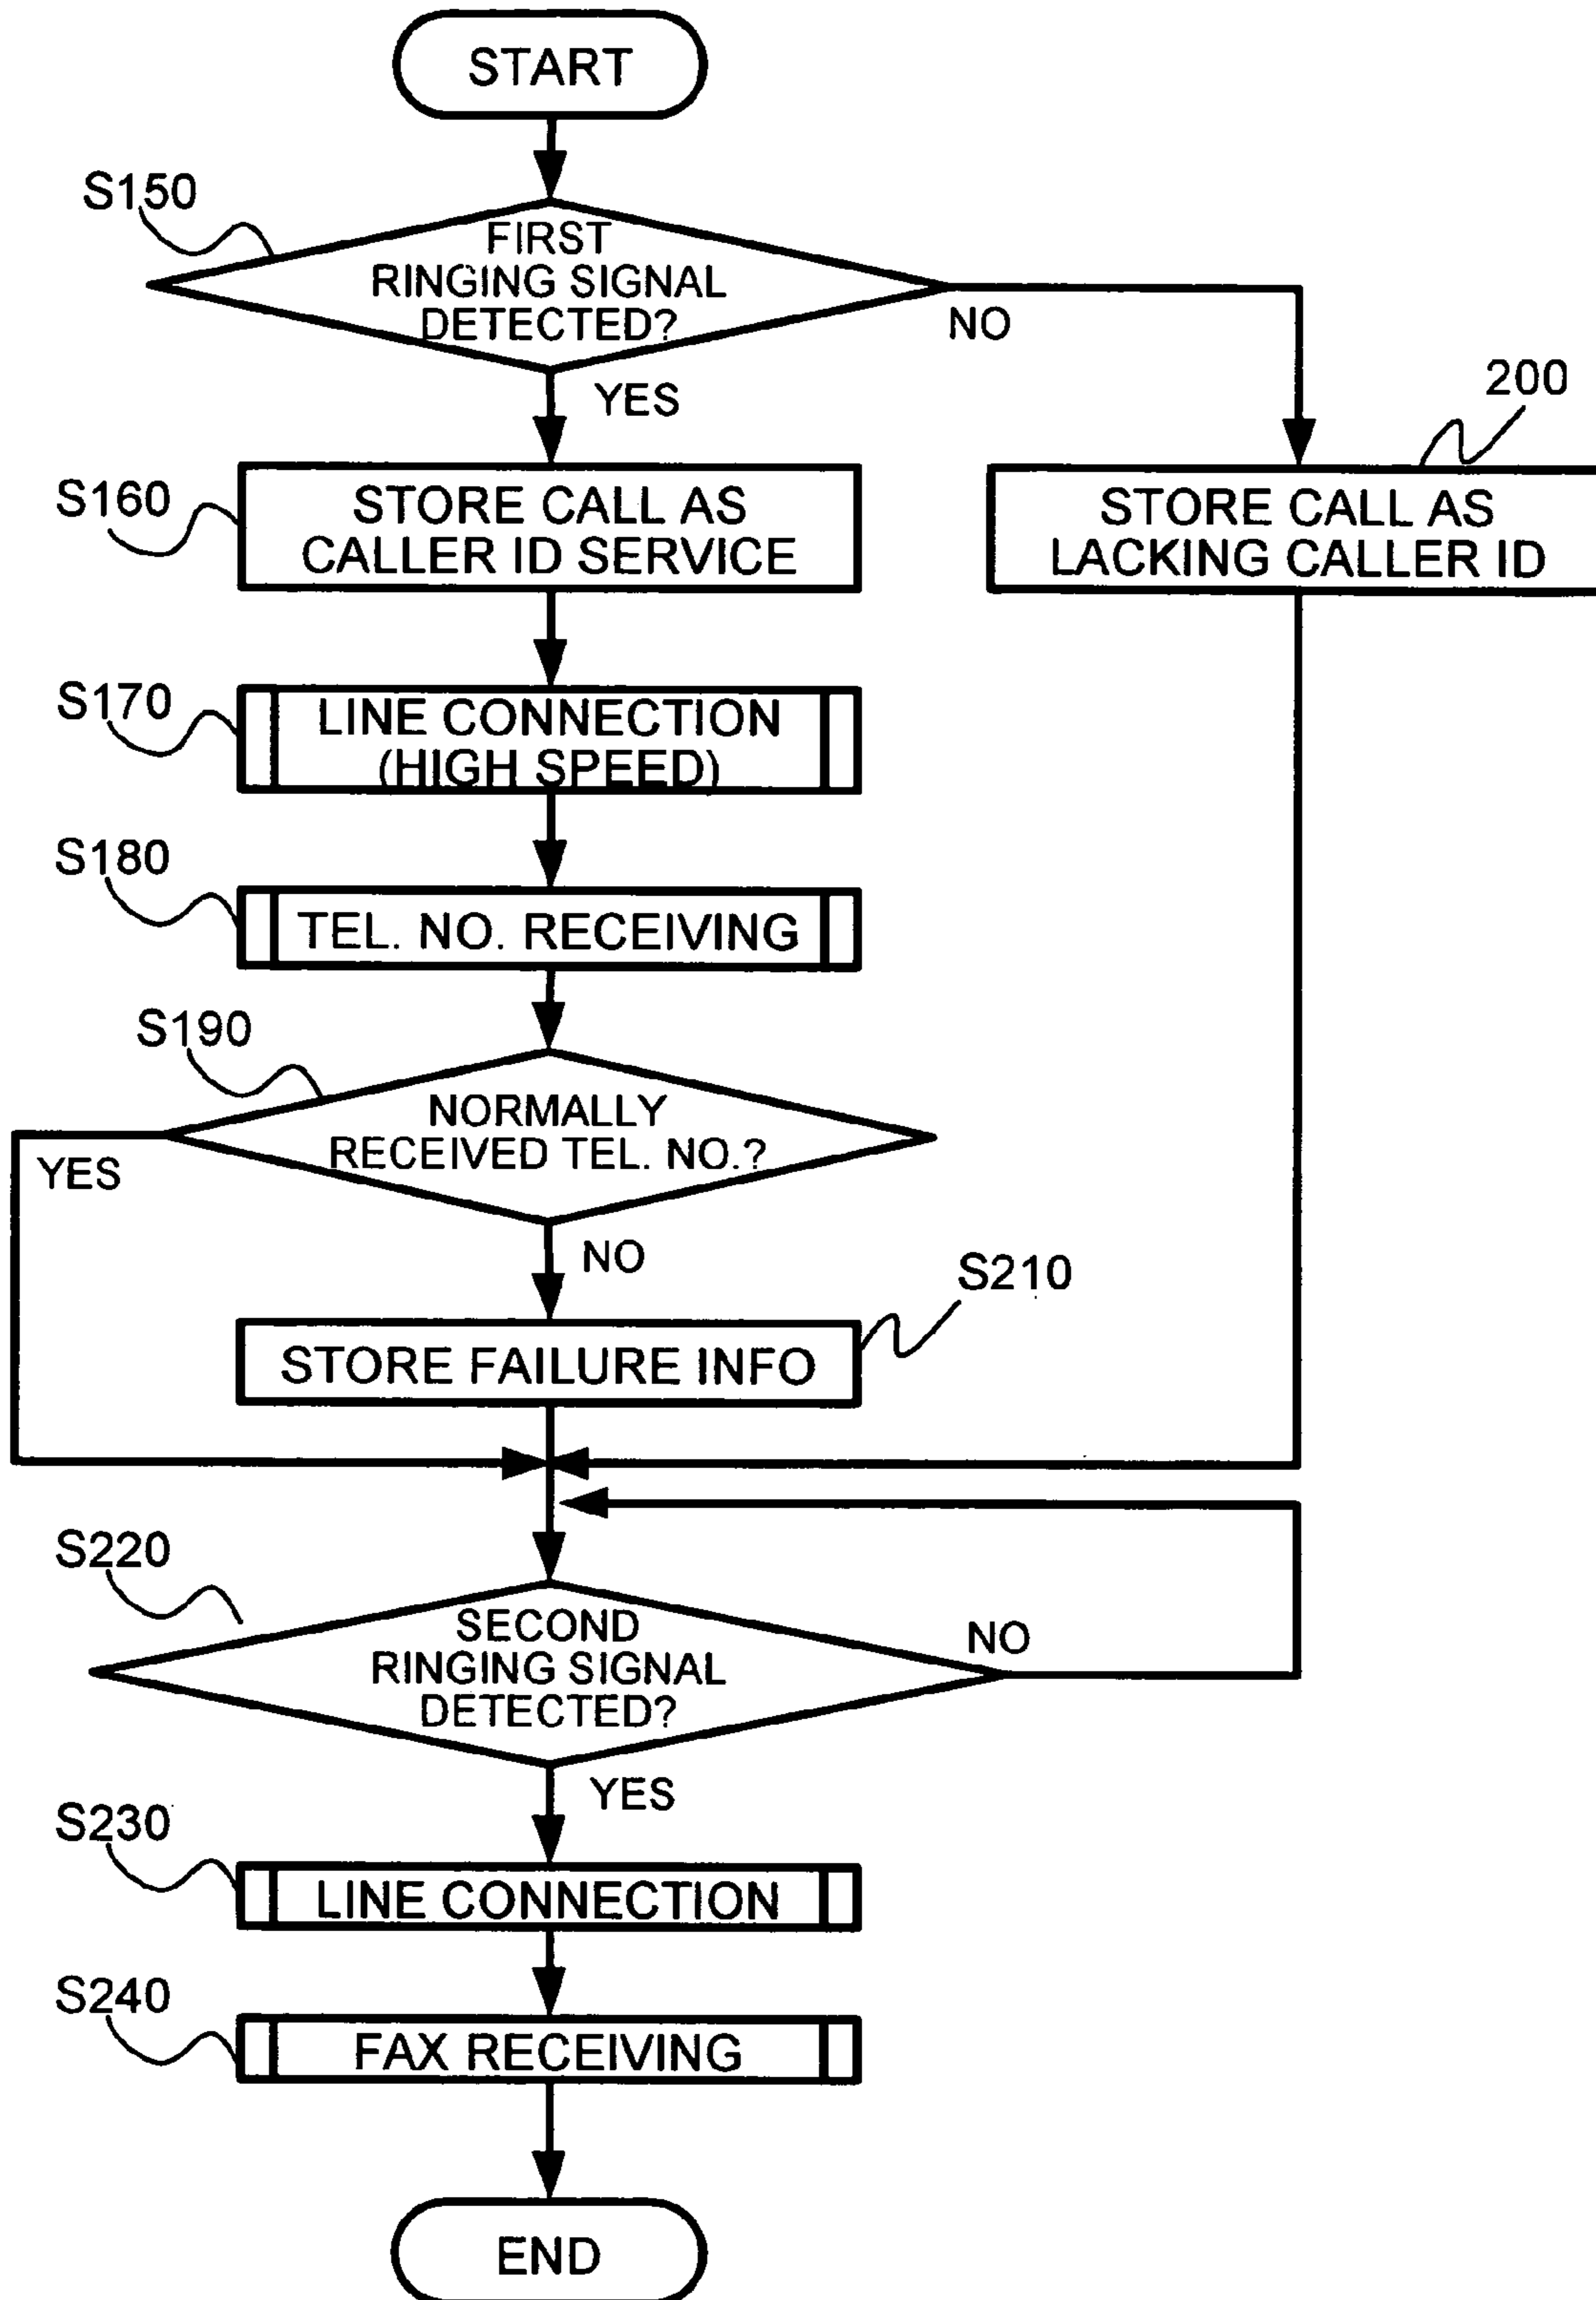 START
S150
FIRST
RINGING SIGNAL
DETECTED?
NO
YES
200
S160
STORE CALL AS
CALLER ID SERVICE
STORE CALL AS
LACKING CALLER ID
S170
LINE CONNECTION
(HIGH SPEED)
S180
TEL. NO. RECEIVING
S190
NORMALLY
RECEIVED TEL. NO.?
YES
NO
S210
STORE FAILURE INFO
S220
SECOND
RINGING SIGNAL
DETECTED?
NO
YES
S230
LINE CONNECTION
S240
FAX RECEIVING
END